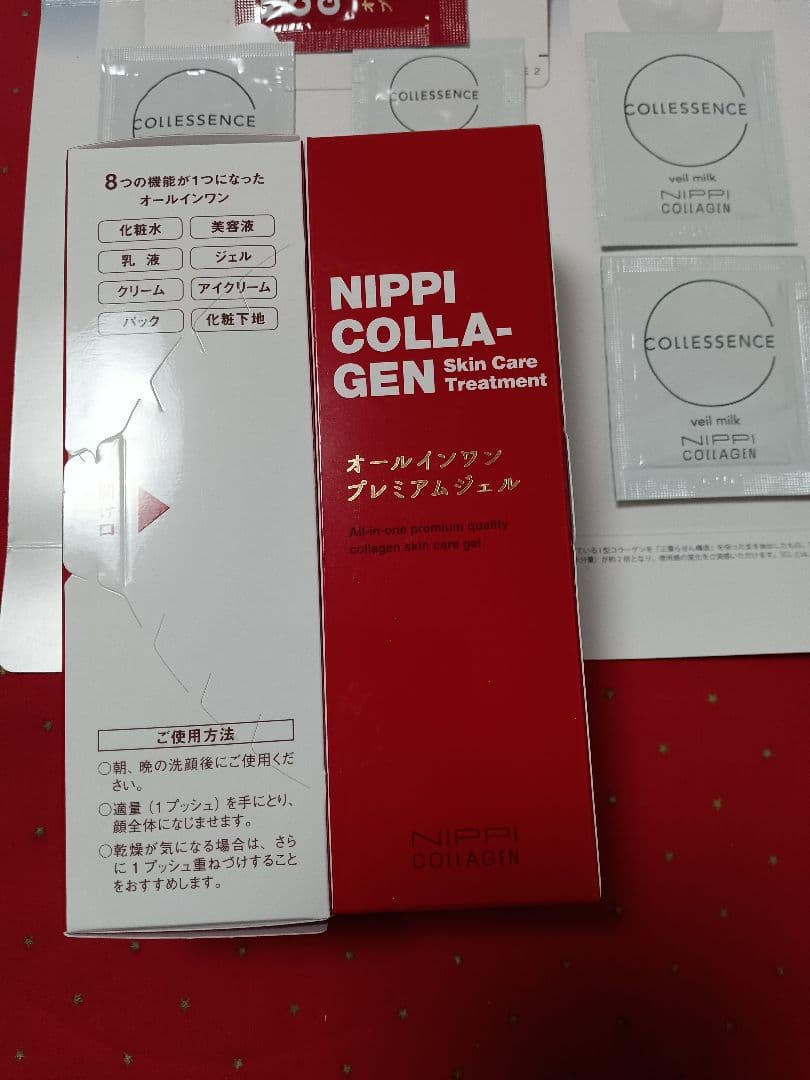 COLLESSENCE
COLLESSENCE
COLLESSENCE
veil milk
NIPPI
COLLAGEN
COLLESSENCE
veil milk
NIPPI
COLLAGEN
8つの機能が1つになった
オールインワン
化粧水
美容液
乳 液
ジェル
クリーム
アイクリーム
パック
化粧下地
開け口
ご使用方法
○朝、晩の洗顔後にご使用くだ
さい。
○適量（1プッシュ）を手にとり、
顔全体になじませます。
○乾燥が気になる場合は、さら
に1プッシュ重ねづけすること
をおすすめします。
NIPPI
COLLA-
GEN Skin Care
Treatment
オールインワン
プレミアムジェル
All-in-one premium quality
collagen skin care gel
NIPPI
COLLAGEN